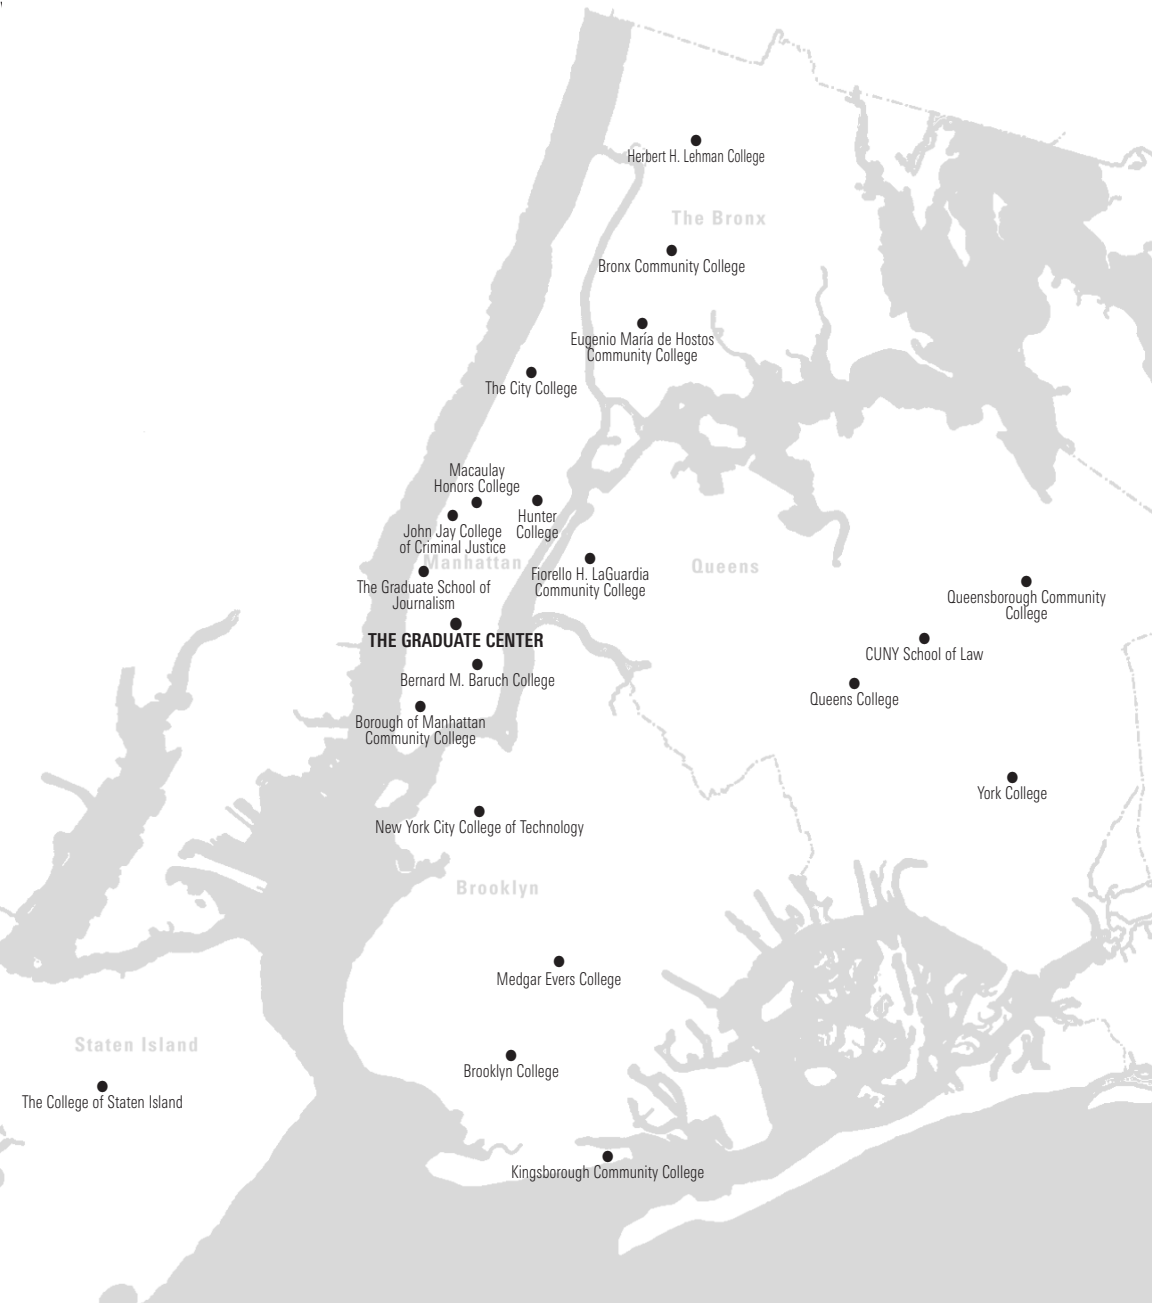 Herbert H. Lehman College
The Bronx
Bronx Community College
Eugenio María de Hostos
Community College
The City College
Macaulay
Honors College
Hunter
College
John Jay College
of Criminal Justice
Manhattan
Queens
Fiorello H. LaGuardia
Community College
The Graduate School of
Journalism
Queensborough Community
College
THE GRADUATE CENTER
CUNY School of Law
Bernard M. Baruch College
Queens College
Borough of Manhattan
Community College
York College
New York City College of Technology
Brooklyn
Medgar Evers College
Staten Island
Brooklyn College
The College of Staten Island
Kingsborough Community College